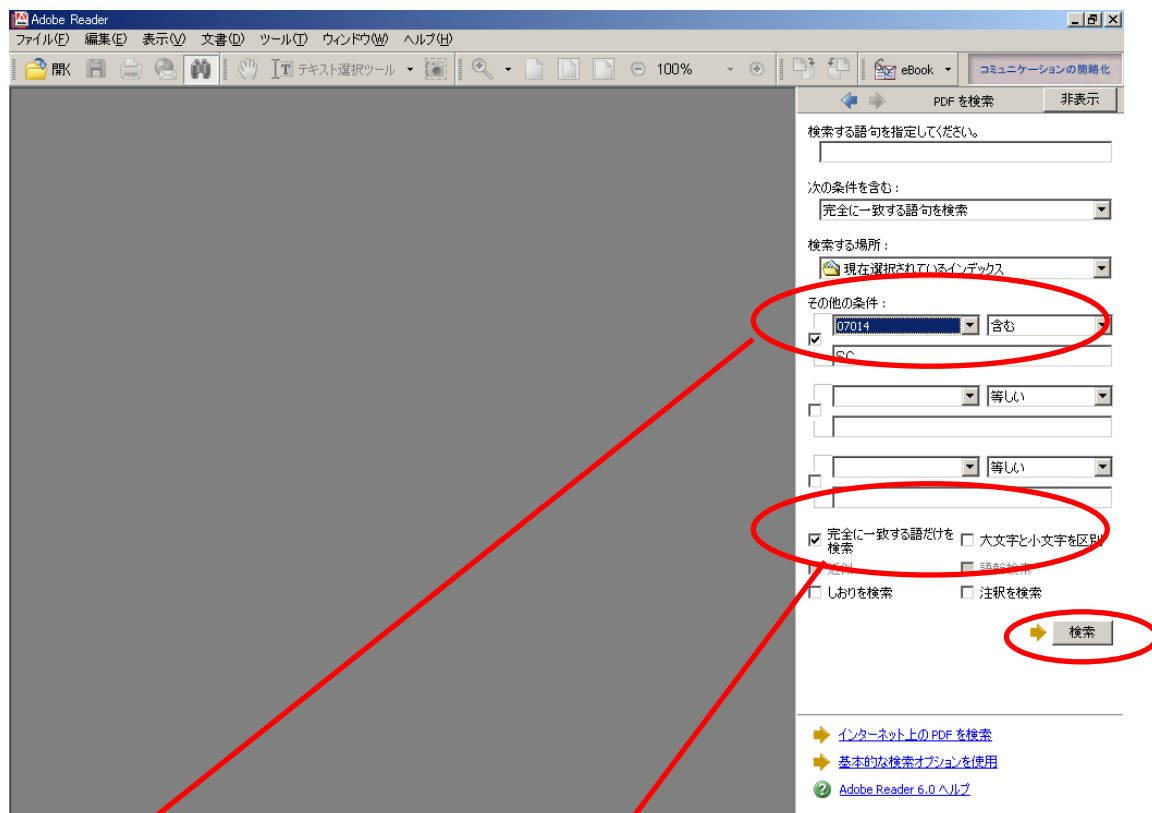 Adobe Reader
ファイル(F) 編集(E) 表示(V) 文書(D) ツール(T) ウィンドウ(W) ヘルプ(H)
開く テキスト選択ツール 100% eBook コミュニケーションの簡略化
PDF を検索 非表示
検索する語句を指定してください。
次の条件を含む :
完全に一致する語句を検索
検索する場所 :
現在選択されているインデックス
その他の条件 :
07014 含む
SC
等しい
等しい
完全に一致する語だけを
検索
大文字と小文字を区別
近似 語幹検索
しおりを検索 注釈を検索
検索
インターネット上の PDF を検索
基本的な検索オプションを使用
Adobe Reader 6.0 ヘルプ